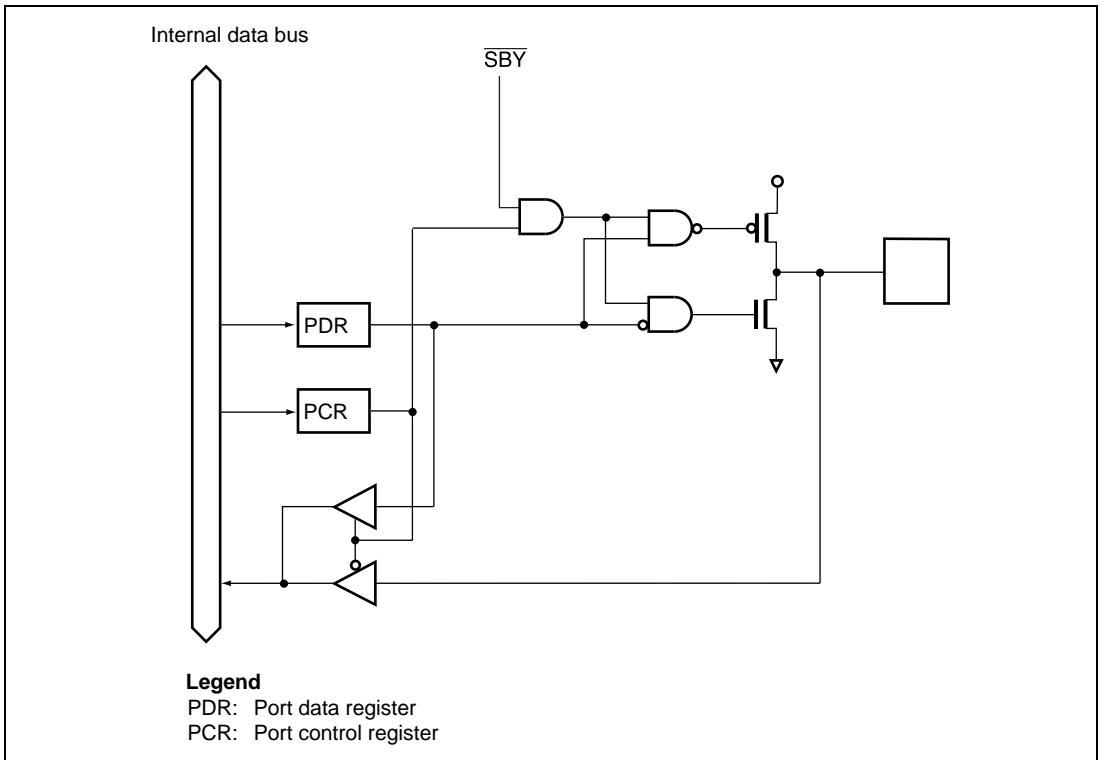 Internal data bus
SBY
PDR
PCR
Legend
PDR: Port data register
PCR: Port control register